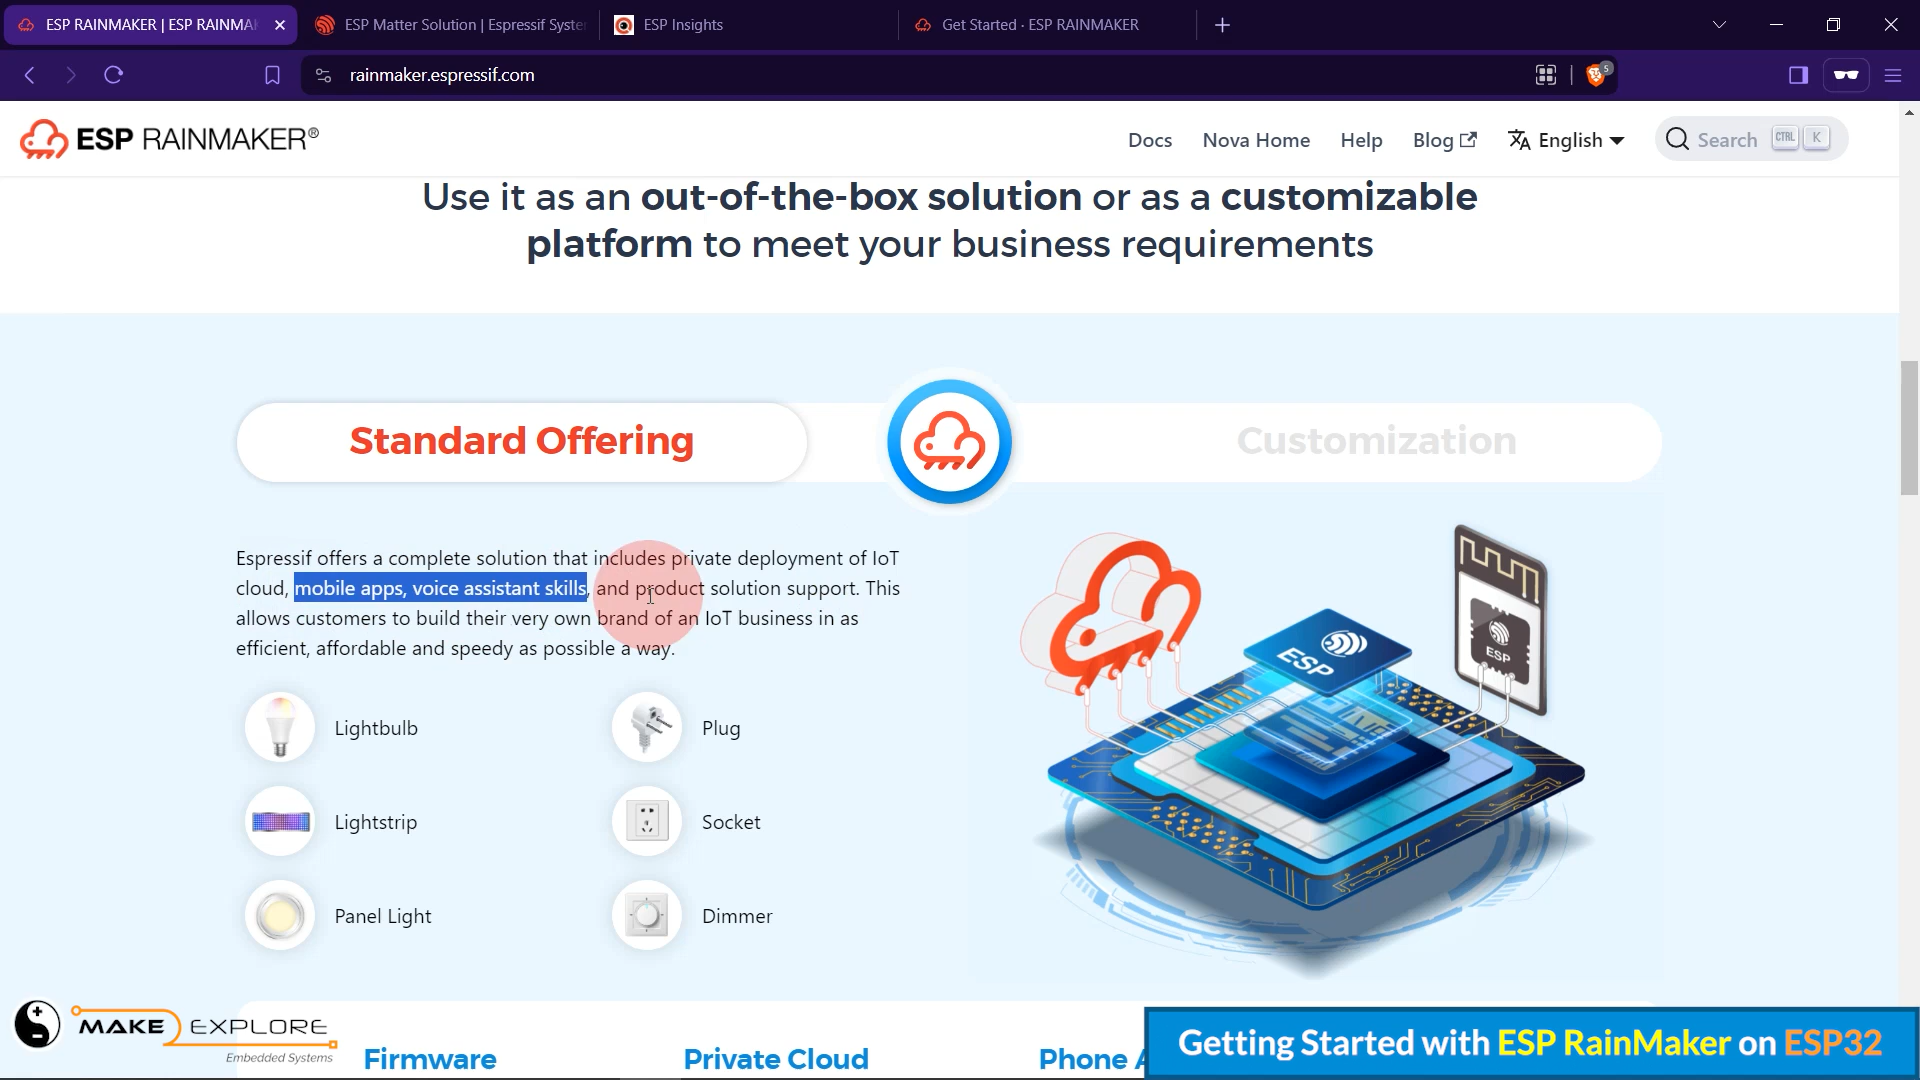 ESP RAINMAKER | ESP RAINMA
ESP Matter Solution | Espressif Syste
ESP Insights
Get Started · ESP RAINMAKER
rainmaker.espressif.com
5
ESP RAINMAKER®
Docs
Nova Home
Help
Blog
English
Search
CTRL
K
Use it as an out-of-the-box solution or as a customizable
platform to meet your business requirements
Standard Offering
Customization
Espressif offers a complete solution that includes private deployment of IoT
cloud, mobile apps, voice assistant skills, and product solution support. This
allows customers to build their very own brand of an IoT business in as
efficient, affordable and speedy as possible a way.
ESP
ESP
Lightbulb
Plug
Lightstrip
Socket
Panel Light
Dimmer
MAKE EXPLORE
Embedded Systems
Firmware
Private Cloud
Phone A
Getting Started with ESP RainMaker on ESP32